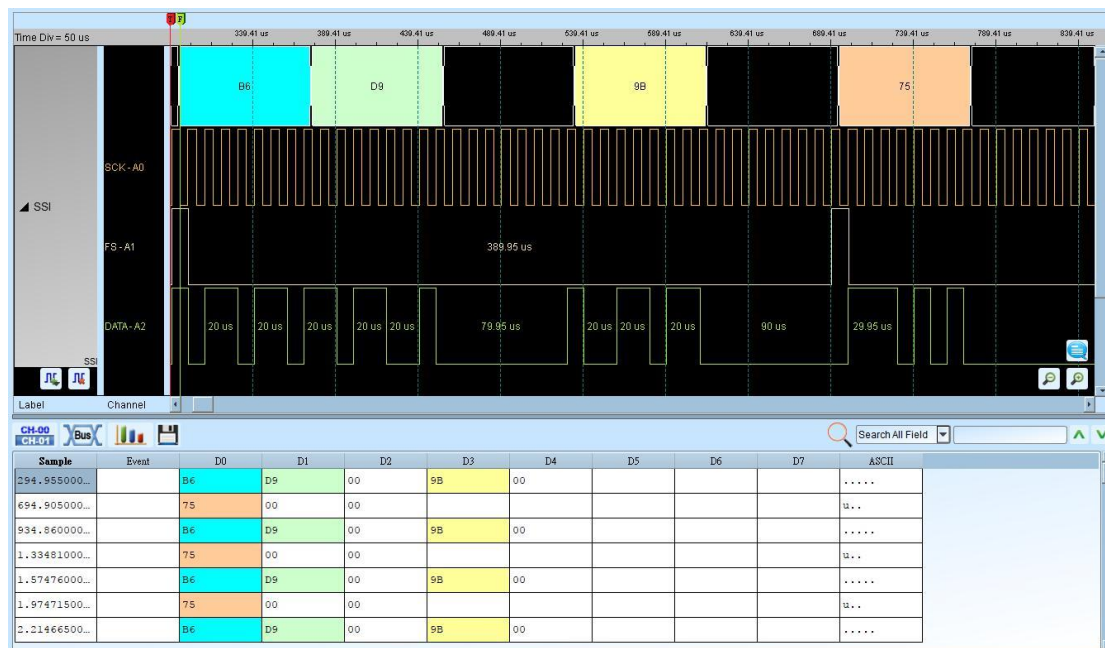 T F
Time Div = 50 us 339.41 us 389.41 us 439.41 us 489.41 us 539.41 us 589.41 us 639.41 us 689.41 us 739.41 us 789.41 us 839.41 us
B6 D9 9B 75
SCK - A0
SSI
FS - A1 389.95 us
DATA - A2 20 us 20 us 20 us 20 us 20 us 79.95 us 20 us 20 us 20 us 90 us 29.95 us
SSI
Label Channel
CH-00
CH-01 Bus Search All Field
Sample Event D0 D1 D2 D3 D4 D5 D6 D7 ASCII
294.955000... B6 D9 00 9B 00 .....
694.905000... 75 00 00 u..
934.860000... B6 D9 00 9B 00 .....
1.33481000... 75 00 00 u..
1.57476000... B6 D9 00 9B 00 .....
1.97471500... 75 00 00 u..
2.21466500... B6 D9 00 9B 00 .....